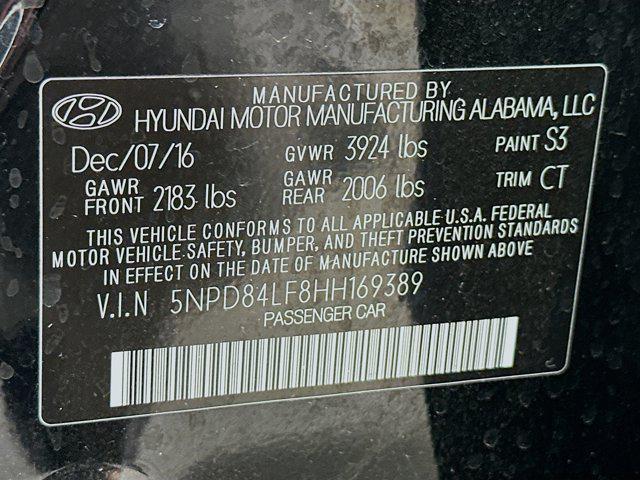 MANUFACTURED BY
HYUNDAI MOTOR MANUFACTURING ALABAMA, LLC
Dec/07/16 GVWR 3924 lbs PAINT S3
GAWR FRONT 2183 lbs GAWR REAR 2006 lbs TRIM CT
THIS VEHICLE CONFORMS TO ALL APPLICABLE U.S.A. FEDERAL
MOTOR VEHICLE SAFETY, BUMPER, AND THEFT PREVENTION STANDARDS
IN EFFECT ON THE DATE OF MANUFACTURE SHOWN ABOVE
V.I.N 5NPD84LF8HH169389
PASSENGER CAR